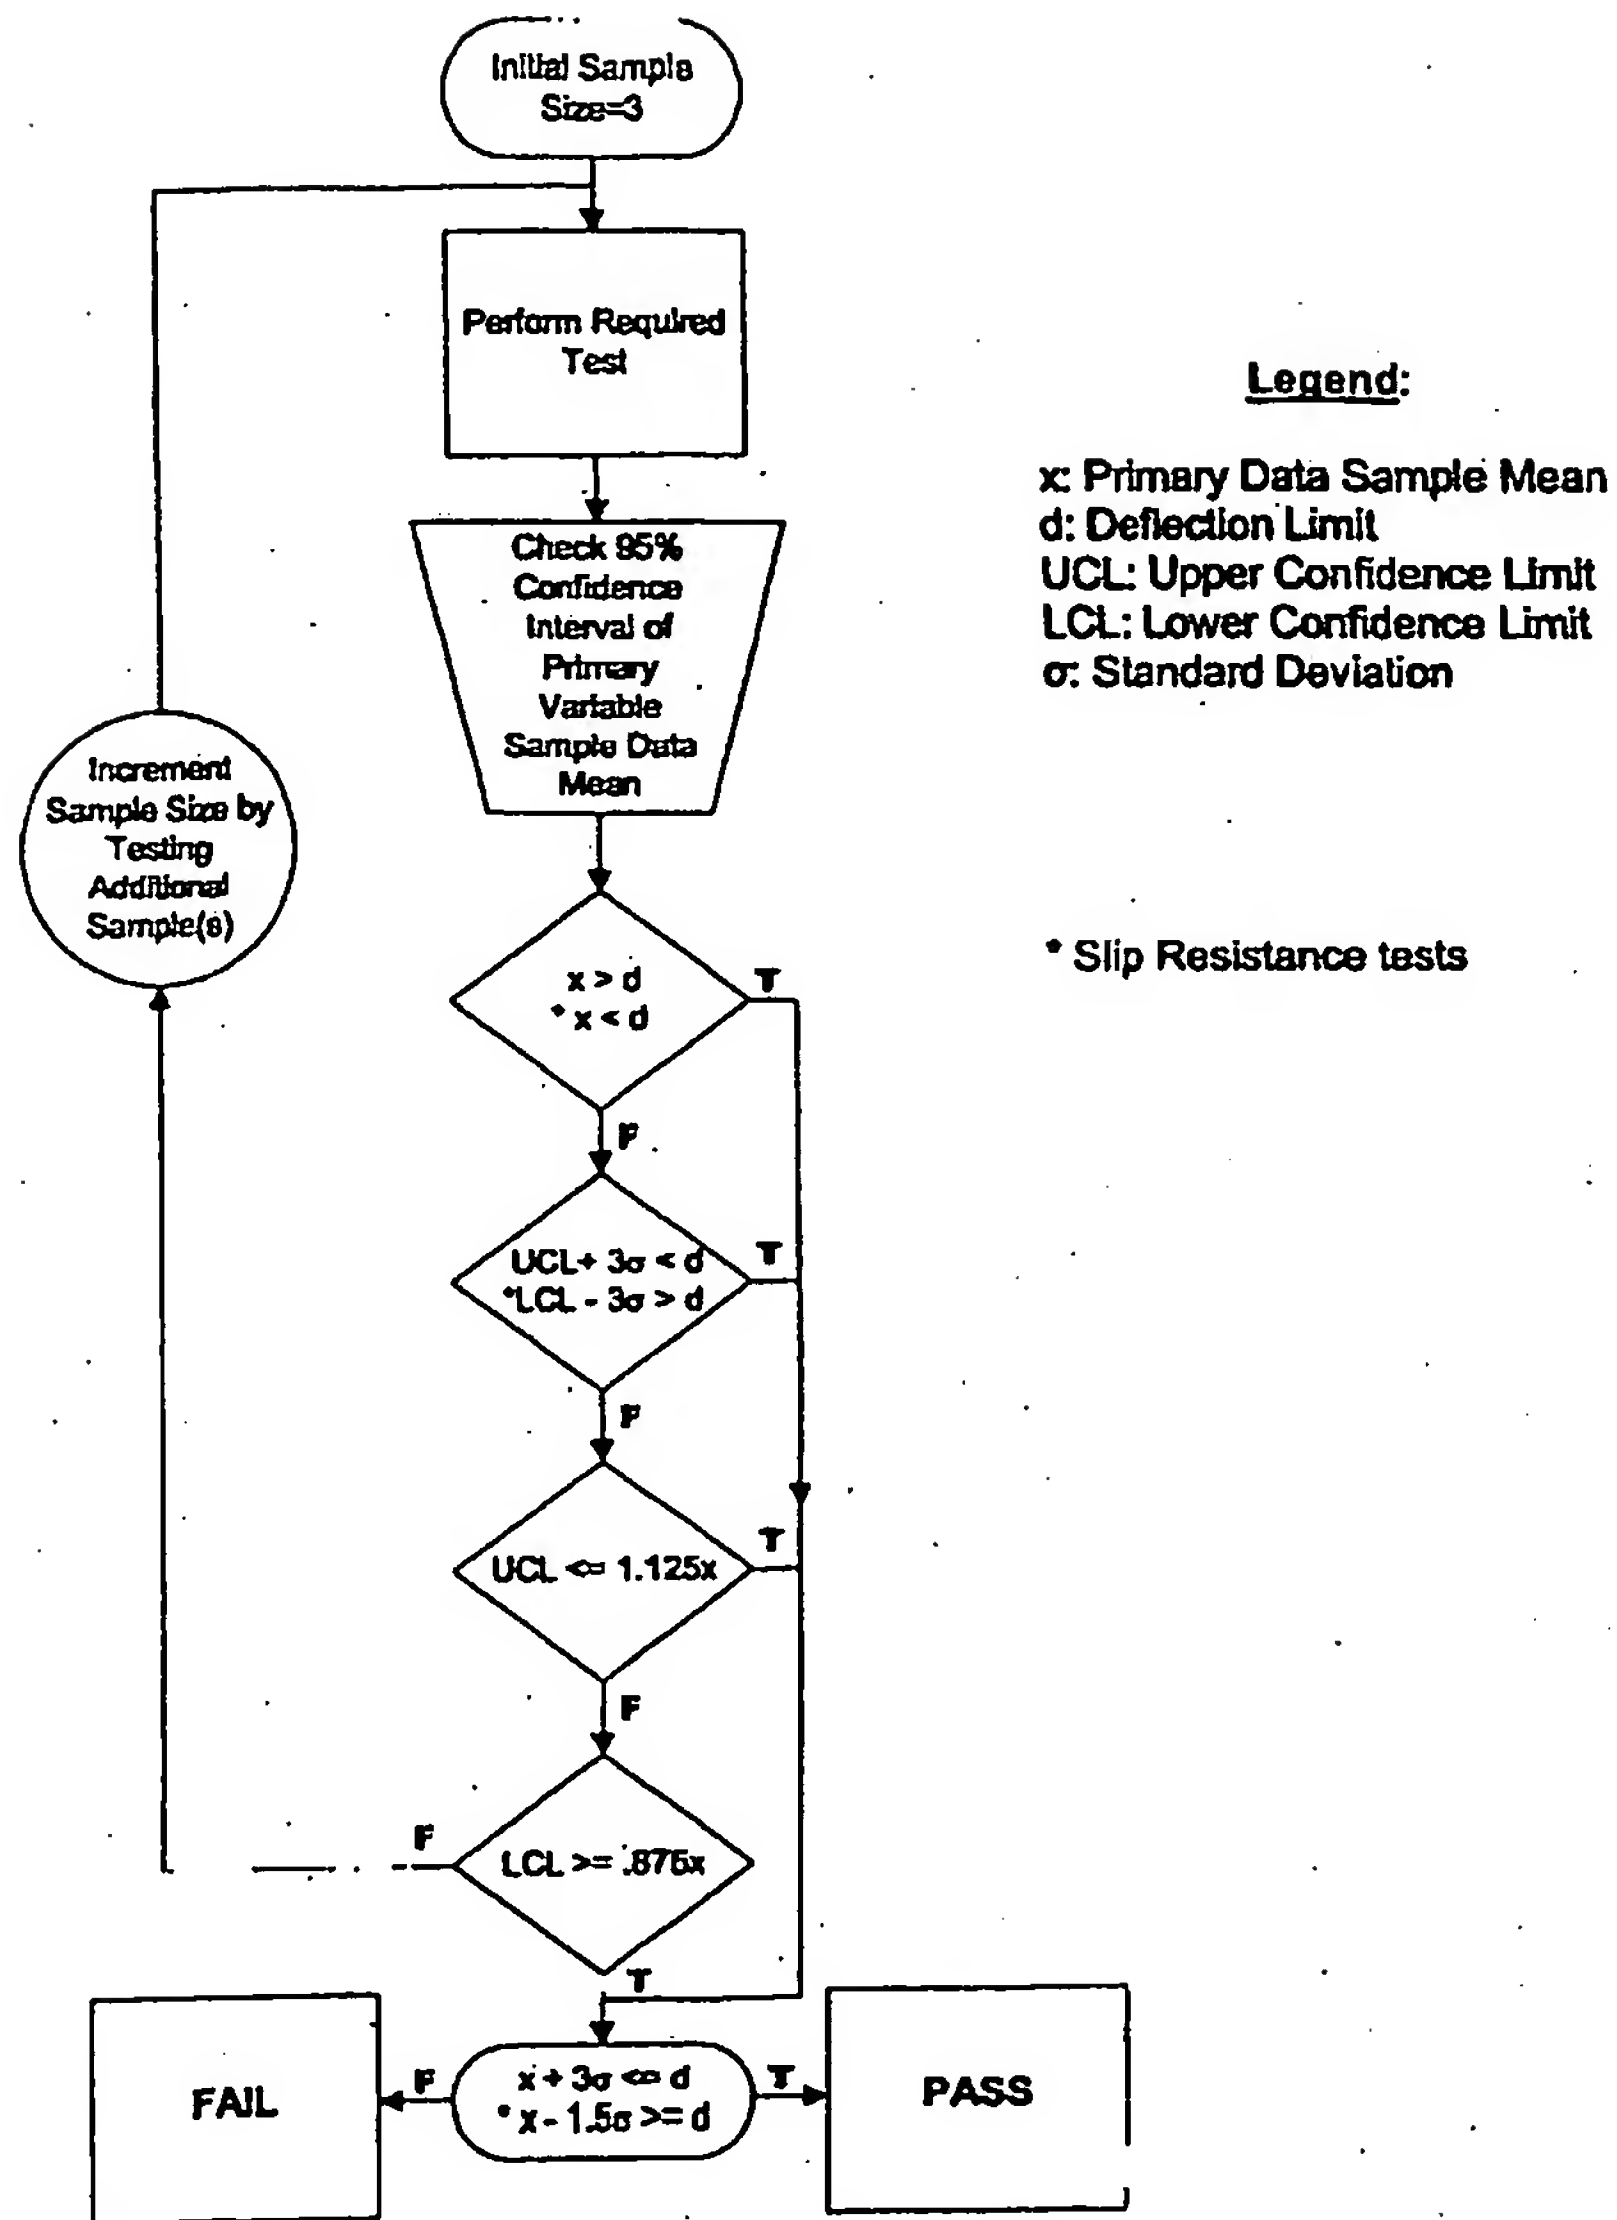 Initial Sample
Size=3
Perform Required
Test
Check 95%
Confidence
Interval of
Primary
Variable
Sample Data
Mean
Increment
Sample Size by
Testing
Additional
Sample(s)
Legend:
x: Primary Data Sample Mean
d: Deflection Limit
UCL: Upper Confidence Limit
LCL: Lower Confidence Limit
σ: Standard Deviation
* Slip Resistance tests
x > d
* x < d
T
F
UCL+ 3σ < d
*LCL - 3σ > d
T
F
UCL <= 1.125x
T
F
LCL >= .875x
F
T
x + 3σ <= d
* x - 1.5σ >= d
F
T
FAIL
PASS